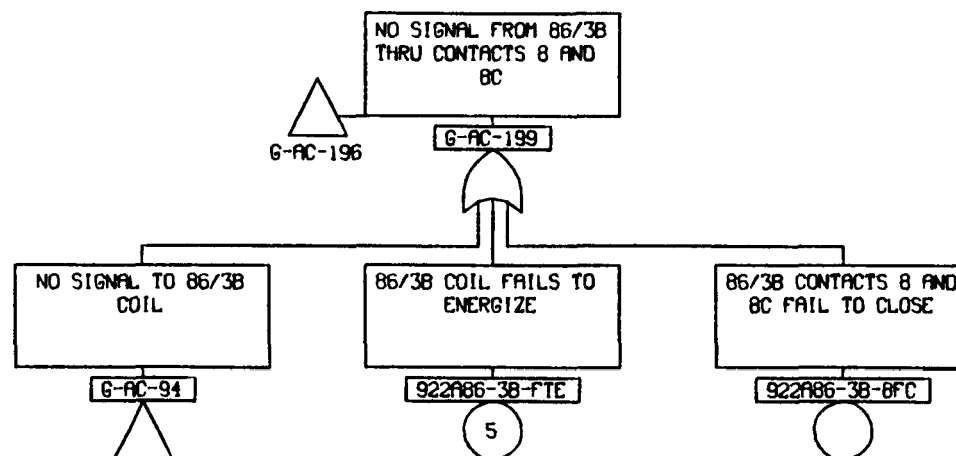 NO SIGNAL FROM 86/3B
THRU CONTACTS 8 AND
8C
G-AC-196
G-AC-199
NO SIGNAL TO 86/3B
COIL
86/3B COIL FAILS TO
ENERGIZE
86/3B CONTACTS 8 AND
8C FAIL TO CLOSE
G-AC-94
922A86-3B-FTE
922A86-3B-8FC
5